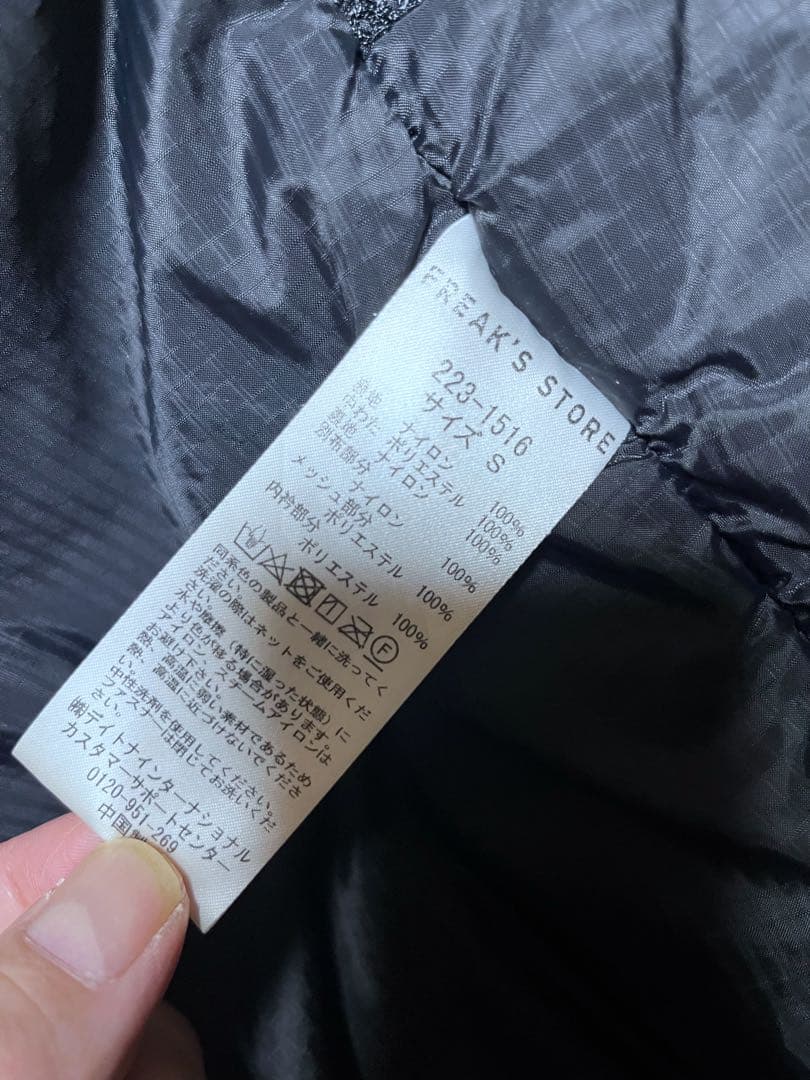 FREAK'S STORE
223-1516
サイズ S
表地 ナイロン 100%
中わた ポリエステル 100%
裏地 ナイロン 100%
別布部分
ナイロン 100%
メッシュ部分
ポリエステル 100%
内衿部分
ポリエステル 100%
F
同系色の製品と一緒に洗ってく
ださい。
洗濯の際はネットをご使用くだ
さい。
水や摩擦(特に湿った状態)に
より色が移る場合があります。
アイロン、スチームアイロンは
お避け下さい。
熱、高温に弱い素材であるため
熱、高温に近づけないでくださ
い。
中性洗剤を使用してください。
ファスナーは閉じてお洗いくだ
さい。
㈱デイトナインターナショナル
カスタマーサポートセンター
0120-951-269
中国製